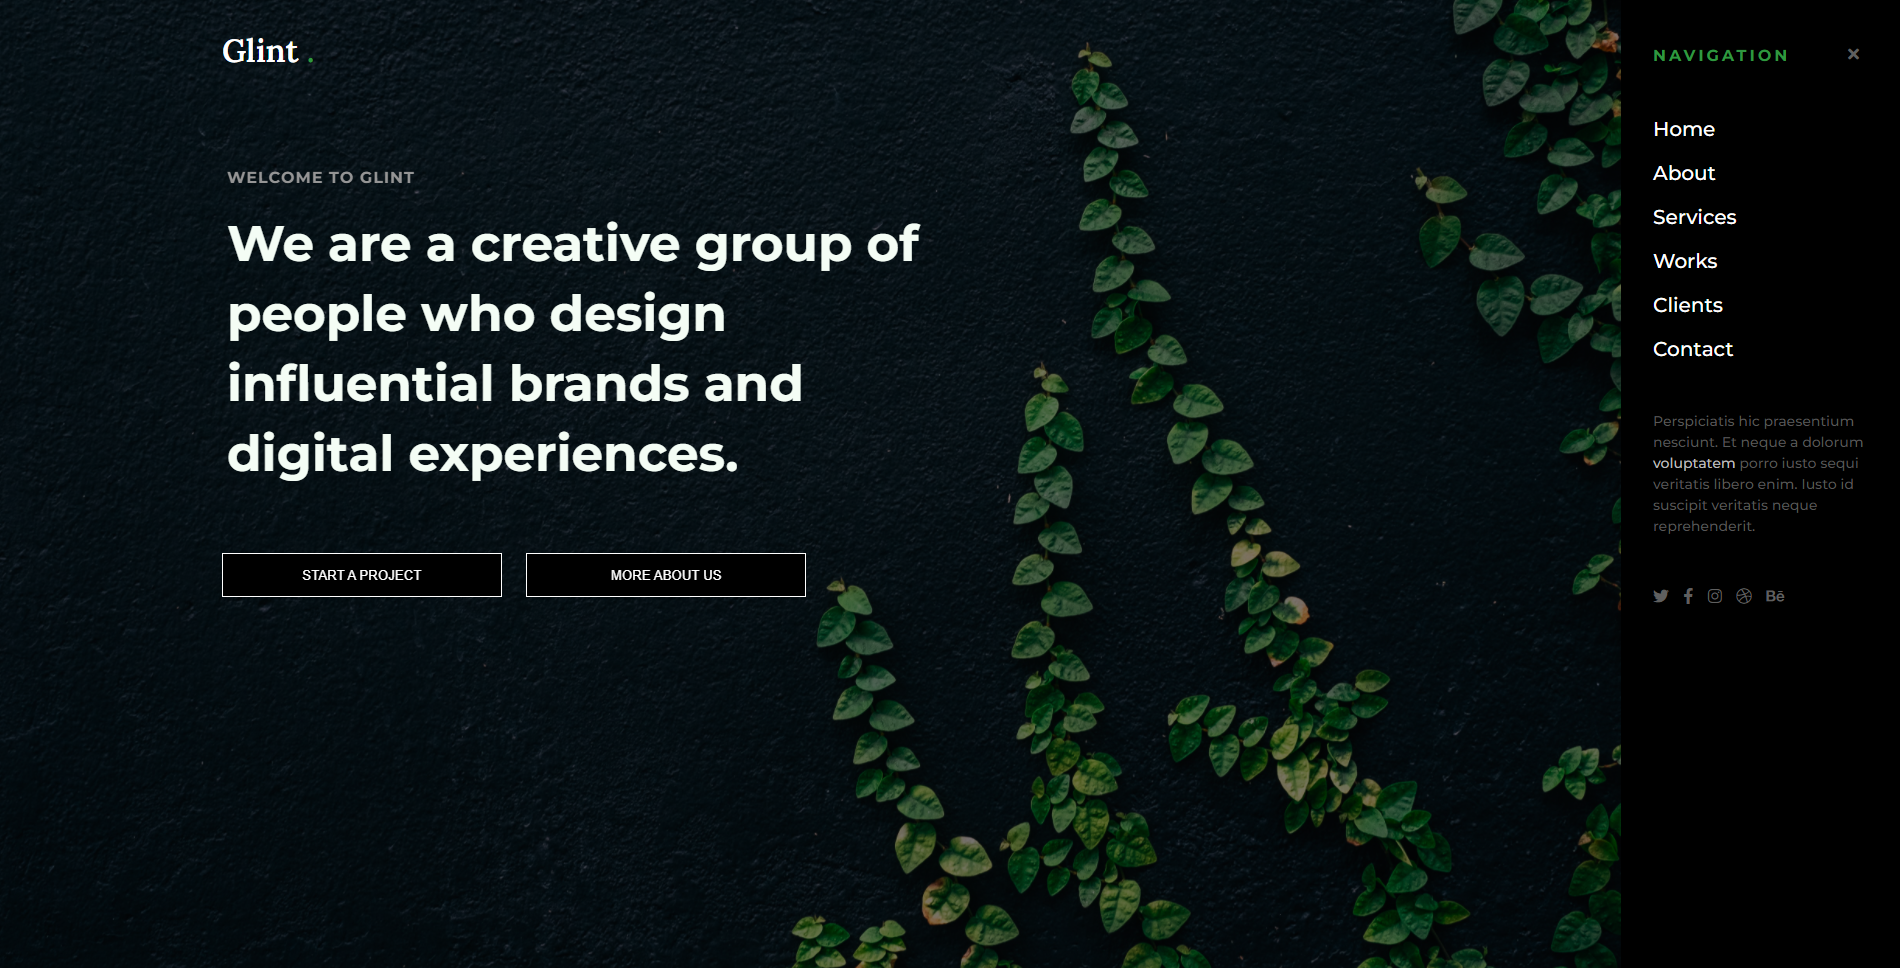 Glint .
WELCOME TO GLINT
We are a creative group of
people who design
influential brands and
digital experiences.
START A PROJECT
MORE ABOUT US
NAVIGATION
Home
About
Services
Works
Clients
Contact
Perspiciatis hic praesentium
nesciunt. Et neque a dolorum
voluptatem porro iusto sequi
veritatis libero enim. Iusto id
suscipit veritatis neque
reprehenderit.
Bē